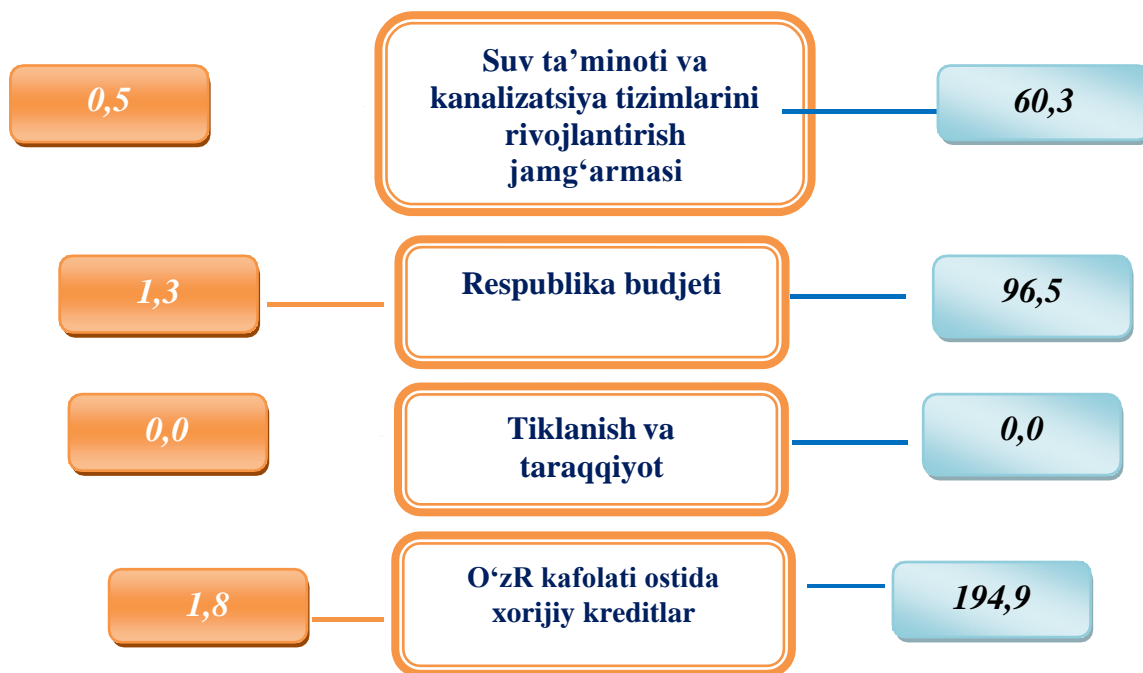 0,5
Suv ta’minoti va
kanalizatsiya tizimlarini
rivojlantirish
jamg‘armasi
60,3
1,3
Respublika budjeti
96,5
0,0
Tiklanish va
taraqqiyot
0,0
1,8
O‘zR kafolati ostida
xorijiy kreditlar
194,9